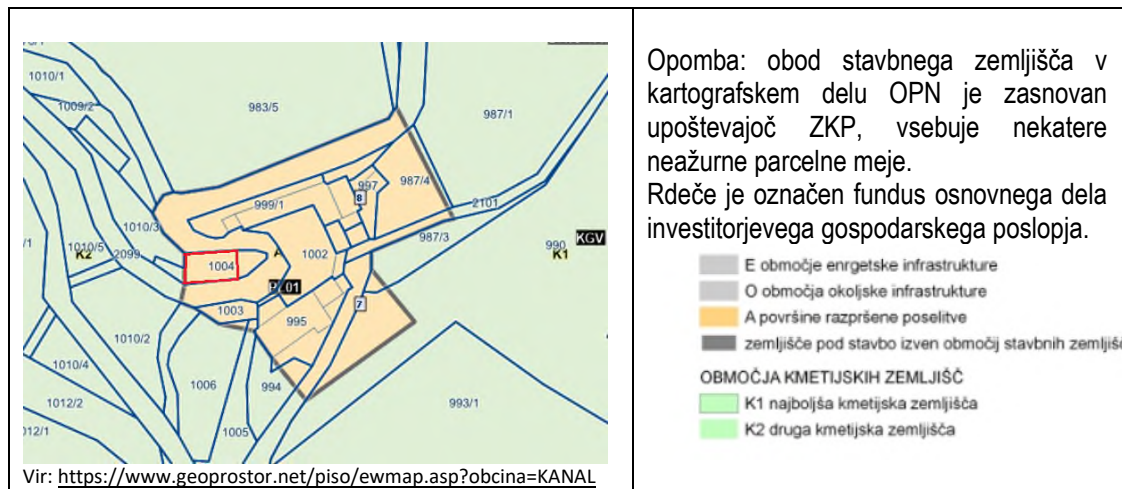 1010/1
1009/2
983/5
987/1
997
987/4
8
999/1
2101
1010/3
1010/5
2099
K2
1004
A
1002
987/3
990
KGV
K1
1003
995
7
1010/2
1010/4
1006
994
993/1
1012/2
1005
012/1
Vir: https://www.geoprostor.net/piso/ewmap.asp?obcina=KANAL
Opomba: obod stavbnega zemljišča v
kartografskem delu OPN je zasnovan
upoštevajoč ZKP, vsebuje nekatere
neažurne parcelne meje.
Rdeče je označen fundus osnovnega dela
investitorjevega gospodarskega poslopja.
E območje enrgetske infrastrukture
O območja okoljske infrastrukture
A površine razpršene poselitve
zemljišče pod stavbo izven območij stavbnih zemljišč
OBMOČJA KMETIJSKIH ZEMLJIŠČ
K1 najboljša kmetijska zemljišča
K2 druga kmetijska zemljišča